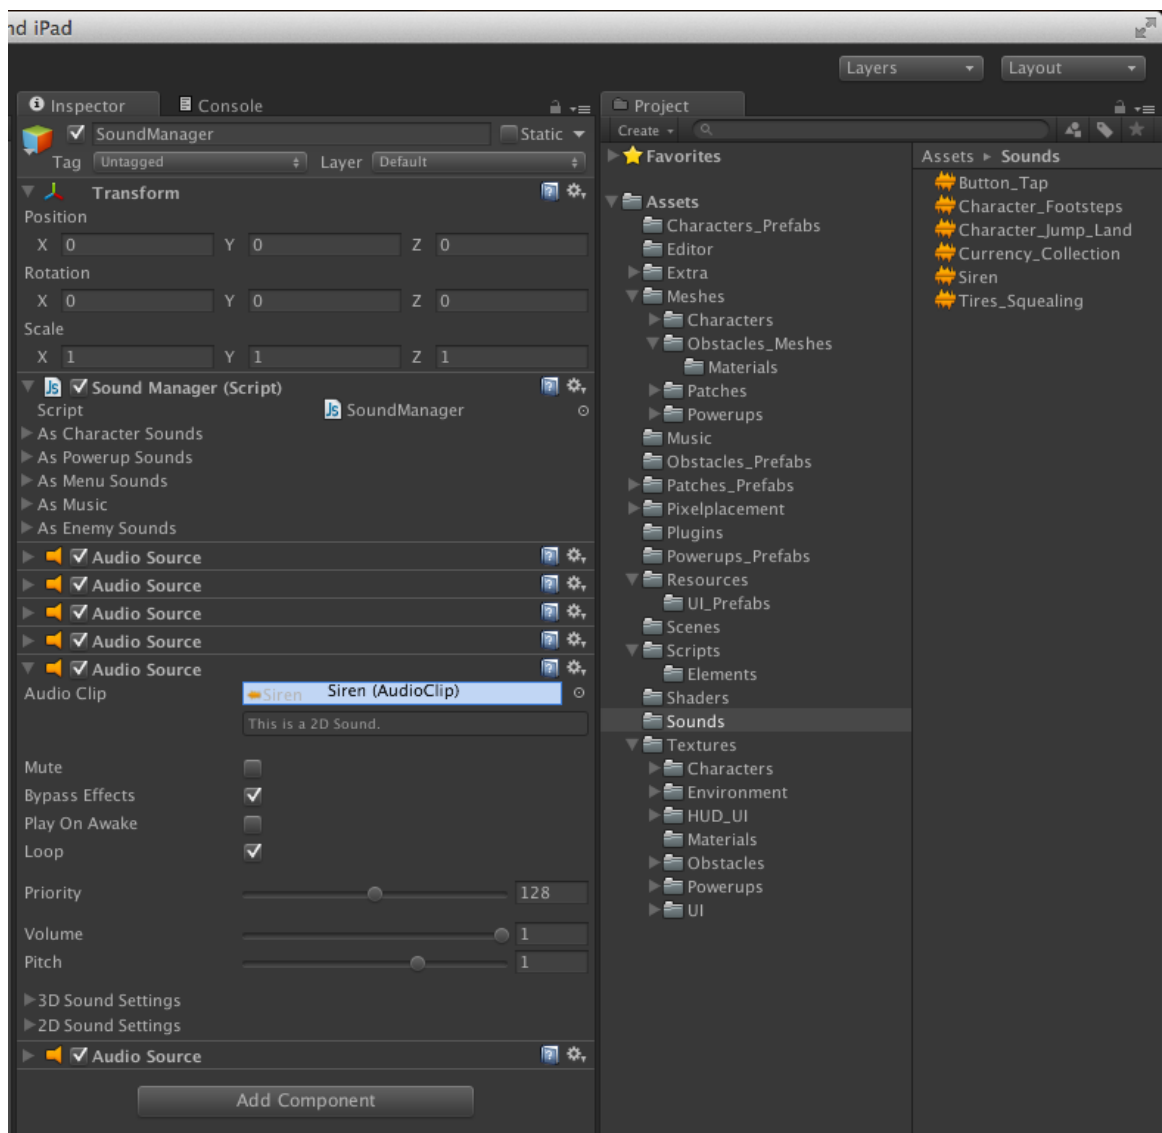 nd iPad
Layers
Layout
Inspector
Console
SoundManager
Static
Tag Untagged Layer Default
Transform
Position
X 0 Y 0 Z 0
Rotation
X 0 Y 0 Z 0
Scale
X 1 Y 1 Z 1
Sound Manager (Script)
Script SoundManager
As Character Sounds
As Powerup Sounds
As Menu Sounds
As Music
As Enemy Sounds
Audio Source
Audio Source
Audio Source
Audio Source
Audio Source
Audio Clip Siren Siren (AudioClip)
This is a 2D Sound.
Mute
Bypass Effects
Play On Awake
Loop
Priority 128
Volume 1
Pitch 1
3D Sound Settings
2D Sound Settings
Audio Source
Add Component
Project
Create
Favorites
Assets
Characters_Prefabs
Editor
Extra
Meshes
Characters
Obstacles_Meshes
Materials
Patches
Powerups
Music
Obstacles_Prefabs
Patches_Prefabs
Pixelplacement
Plugins
Powerups_Prefabs
Resources
UI_Prefabs
Scenes
Scripts
Elements
Shaders
Sounds
Textures
Characters
Environment
HUD_UI
Materials
Obstacles
Powerups
UI
Assets ▸ Sounds
Button_Tap
Character_Footsteps
Character_Jump_Land
Currency_Collection
Siren
Tires_Squealing